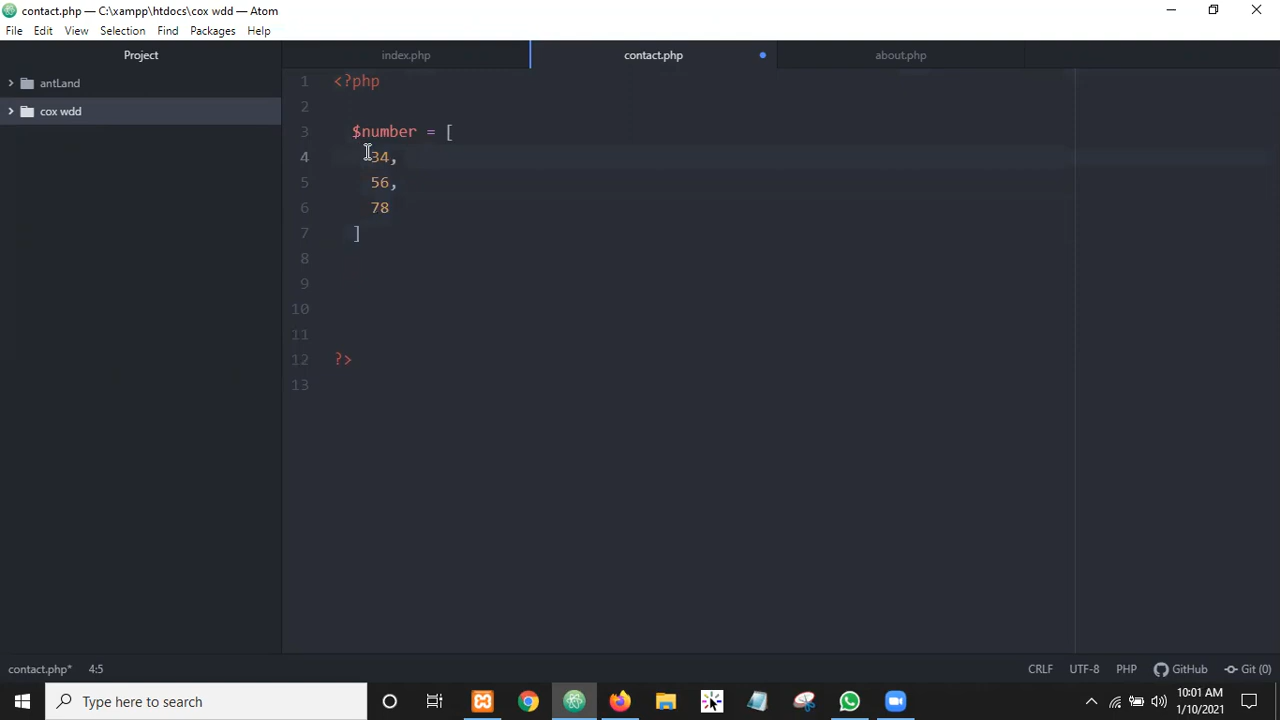 contact.php — C:\xampp\htdocs\cox wdd — Atom
File Edit View Selection Find Packages Help
Project
index.php
contact.php
about.php
antLand
cox wdd
1 <?php
2
3 $number = [
4 34,
5 56,
6 78
7 ]
8
9
10
11
12 ?>
13
contact.php* 4:5
CRLF UTF-8 PHP GitHub Git (0)
Type here to search
10:01 AM
1/10/2021